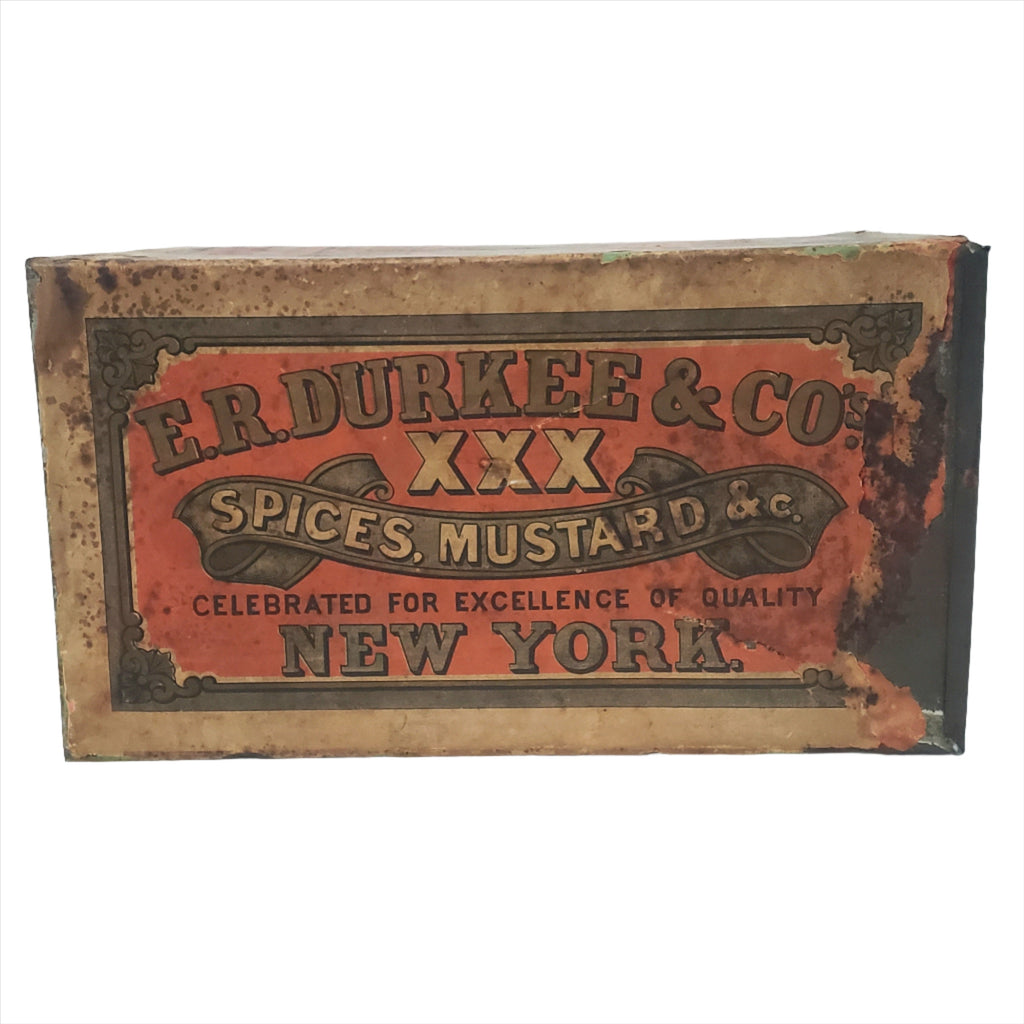 E.R. DURKEE & CO'S.
XXX
SPICES, MUSTARD &C.
CELEBRATED FOR EXCELLENCE OF QUALITY
NEW YORK.